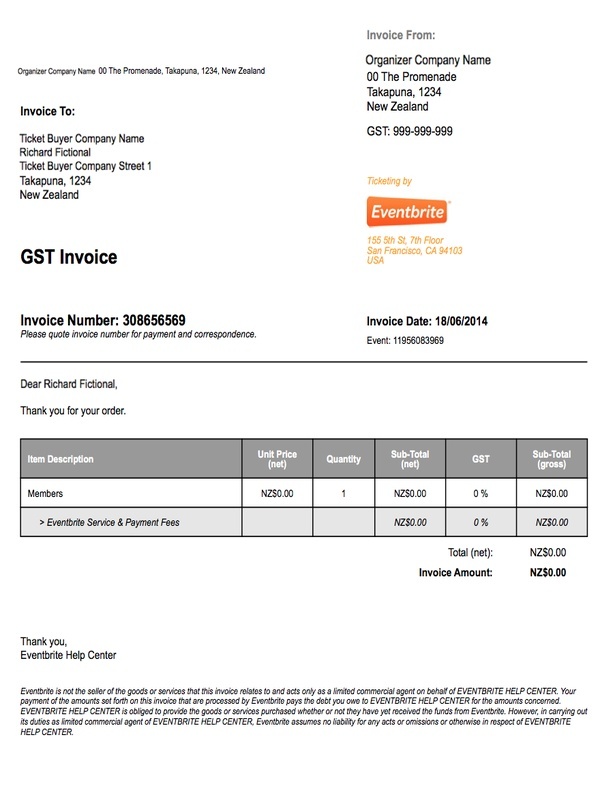 Invoice From:
Organizer Company Name
00 The Promenade
Takapuna, 1234
New Zealand
GST: 999-999-999
Organizer Company Name 00 The Promenade, Takapuna, 1234, New Zealand
Invoice To:
Ticket Buyer Company Name
Richard Fictional
Ticket Buyer Company Street 1
Takapuna, 1234
New Zealand
Ticketing by
Eventbrite
155 5th St, 7th Floor
San Francisco, CA 94103
USA
GST Invoice
Invoice Number: 308656569
Please quote invoice number for payment and correspondence.
Invoice Date: 18/06/2014
Event: 11956083969
Dear Richard Fictional,
Thank you for your order.
Item Description Unit Price (net) Quantity Sub-Total (net) GST Sub-Total (gross)
Members NZ$0.00 1 NZ$0.00 0 % NZ$0.00
> Eventbrite Service & Payment Fees NZ$0.00 0 % NZ$0.00
Total (net): NZ$0.00
Invoice Amount: NZ$0.00
Thank you,
Eventbrite Help Center
Eventbrite is not the seller of the goods or services that this invoice relates to and acts only as a limited commercial agent on behalf of EVENTBRITE HELP CENTER. Your
payment of the amounts set forth on this invoice that are processed by Eventbrite pays the debt you owe to EVENTBRITE HELP CENTER for the amounts concerned.
EVENTBRITE HELP CENTER is obliged to provide the goods or services purchased whether or not they have yet received the funds from Eventbrite. However, in carrying out
its duties as limited commercial agent of EVENTBRITE HELP CENTER, Eventbrite assumes no liability for any acts or omissions or otherwise in respect of EVENTBRITE
HELP CENTER.